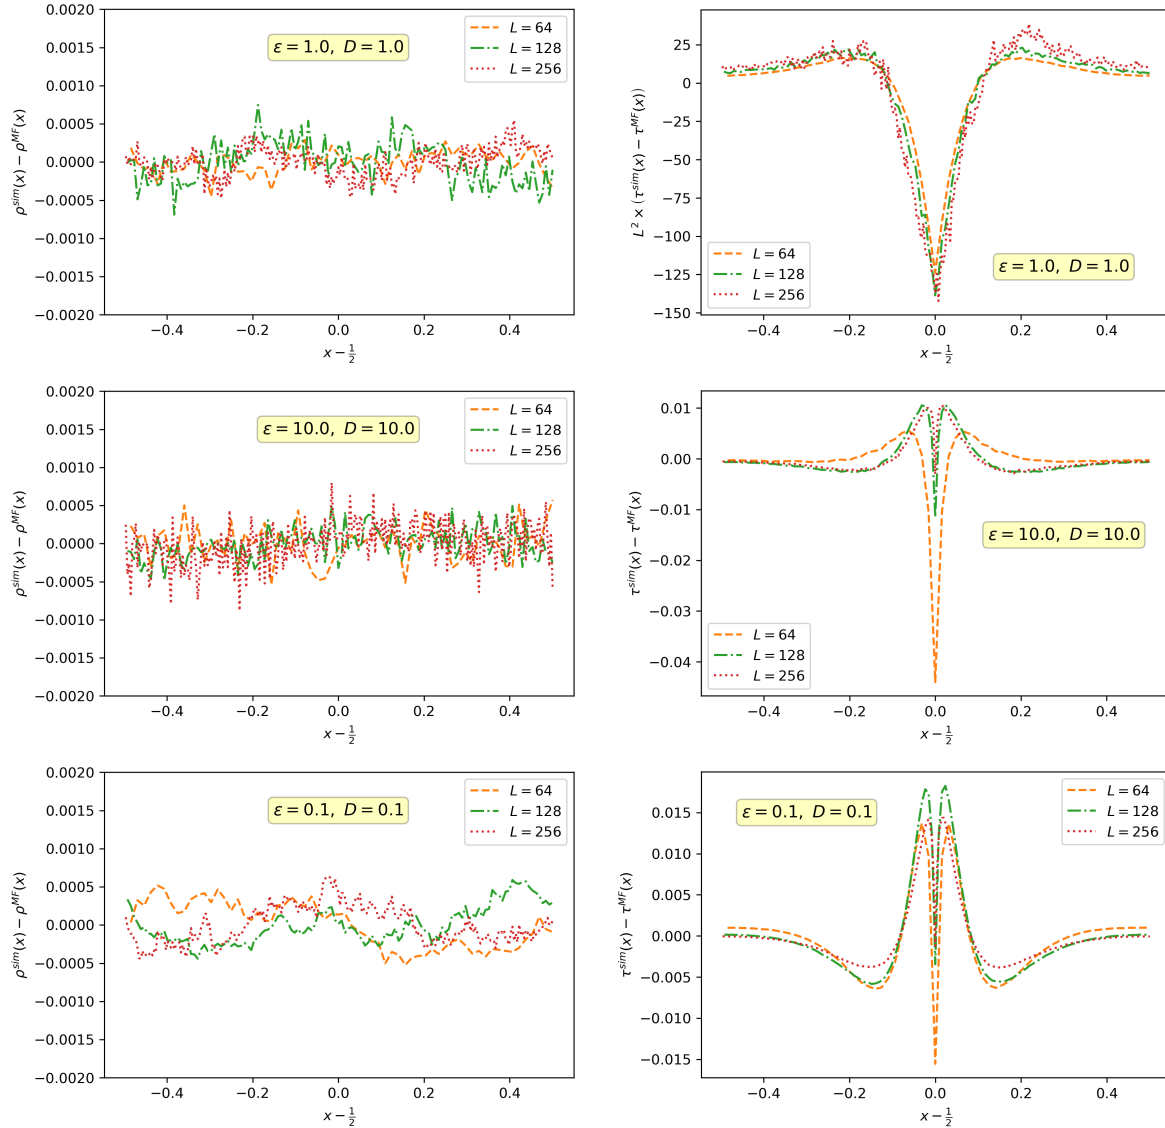 ρ^{sim}(x) − ρ^{MF}(x)
0.0020
0.0015
0.0010
0.0005
0.0000
−0.0005
−0.0010
−0.0015
−0.0020
ε = 1.0, D = 1.0
L = 64
L = 128
L = 256
−0.4
−0.2
0.0
0.2
0.4
x − 1/2
L² × (τ^{sim}(x) − τ^{MF}(x))
25
0
−25
−50
−75
−100
−125
−150
L = 64
L = 128
L = 256
ε = 1.0, D = 1.0
−0.4
−0.2
0.0
0.2
0.4
x − 1/2
ρ^{sim}(x) − ρ^{MF}(x)
0.0020
0.0015
0.0010
0.0005
0.0000
−0.0005
−0.0010
−0.0015
−0.0020
ε = 10.0, D = 10.0
L = 64
L = 128
L = 256
−0.4
−0.2
0.0
0.2
0.4
x − 1/2
τ^{sim}(x) − τ^{MF}(x)
0.01
0.00
−0.01
−0.02
−0.03
−0.04
ε = 10.0, D = 10.0
L = 64
L = 128
L = 256
−0.4
−0.2
0.0
0.2
0.4
x − 1/2
ρ^{sim}(x) − ρ^{MF}(x)
0.0020
0.0015
0.0010
0.0005
0.0000
−0.0005
−0.0010
−0.0015
−0.0020
ε = 0.1, D = 0.1
L = 64
L = 128
L = 256
−0.4
−0.2
0.0
0.2
0.4
x − 1/2
τ^{sim}(x) − τ^{MF}(x)
0.015
0.010
0.005
0.000
−0.005
−0.010
−0.015
ε = 0.1, D = 0.1
L = 64
L = 128
L = 256
−0.4
−0.2
0.0
0.2
0.4
x − 1/2